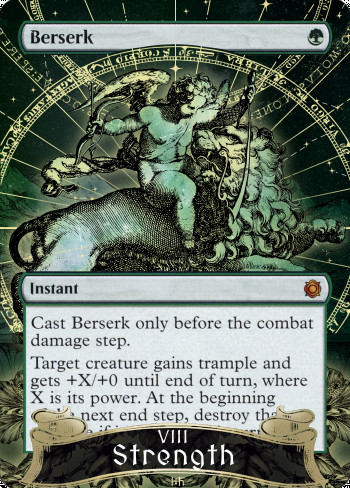 Berserk
Instant
Cast Berserk only before the combat
damage step.
Target creature gains trample and
gets +X/+0 until end of turn, where
X is its power. At the beginning
next end step, destroy
VIII
Strength